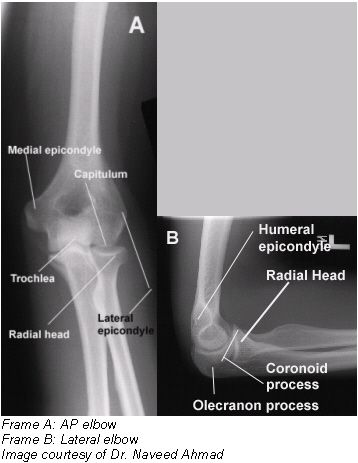 A
Medial epicondyle
Capitulum
Trochlea
Radial head
Lateral
epicondyle
B
Humeral
epicondyle
Radial Head
Coronoid
process
Olecranon process
Frame A: AP elbow
Frame B: Lateral elbow
Image courtesy of Dr. Naveed Ahmad